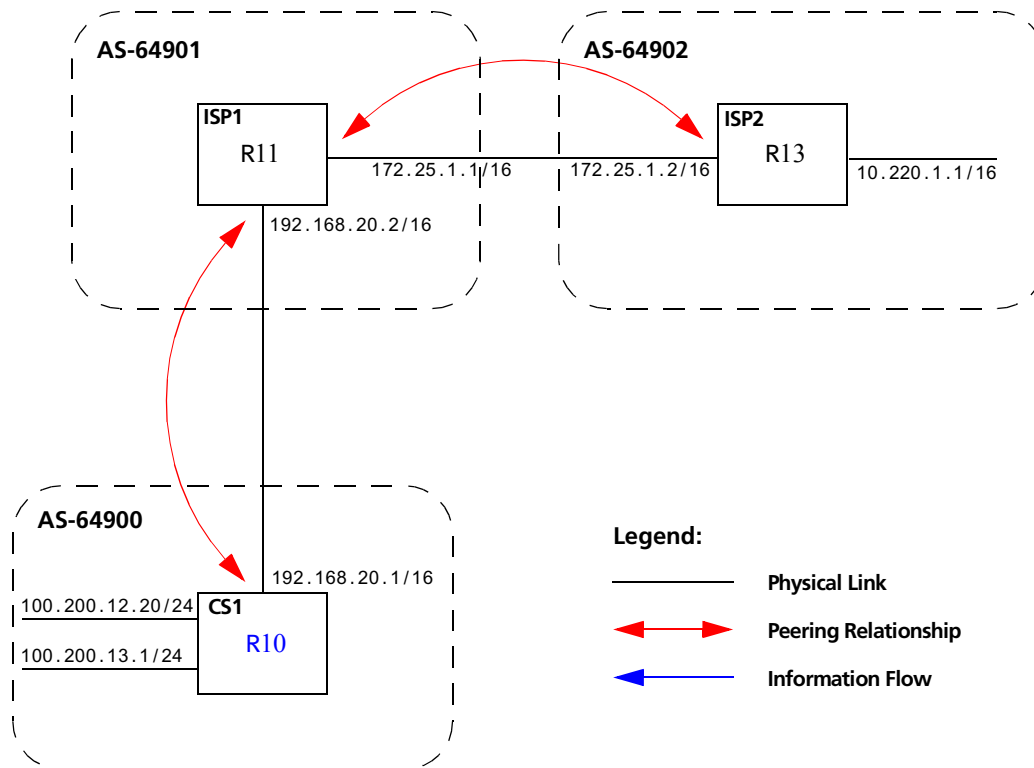 AS-64901
AS-64902
ISP1
R11
ISP2
R13
172.25.1.1/16
172.25.1.2/16
10.220.1.1/16
192.168.20.2/16
AS-64900
192.168.20.1/16
100.200.12.20/24
CS1
R10
100.200.13.1/24
Legend:
Physical Link
Peering Relationship
Information Flow